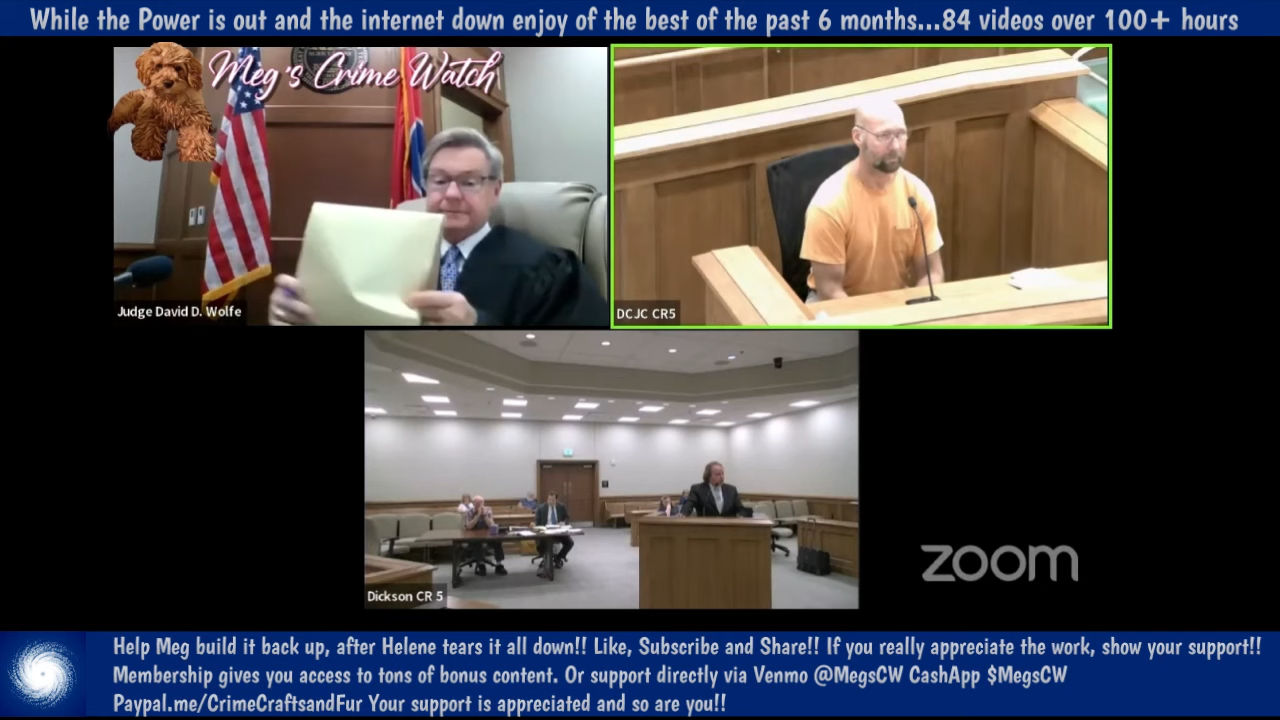 While the Power is out and the internet down enjoy of the best of the past 6 months...84 videos over 100+ hours
Meg's Crime Watch
Judge David D. Wolfe
DCJC CR5
Dickson CR 5
zoom
Help Meg build it back up, after Helene tears it all down!! Like, Subscribe and Share!! If you really appreciate the work, show your support!!
Membership gives you access to tons of bonus content. Or support directly via Venmo @MegsCW CashApp $MegsCW
Paypal.me/CrimeCraftsandFur Your support is appreciated and so are you!!